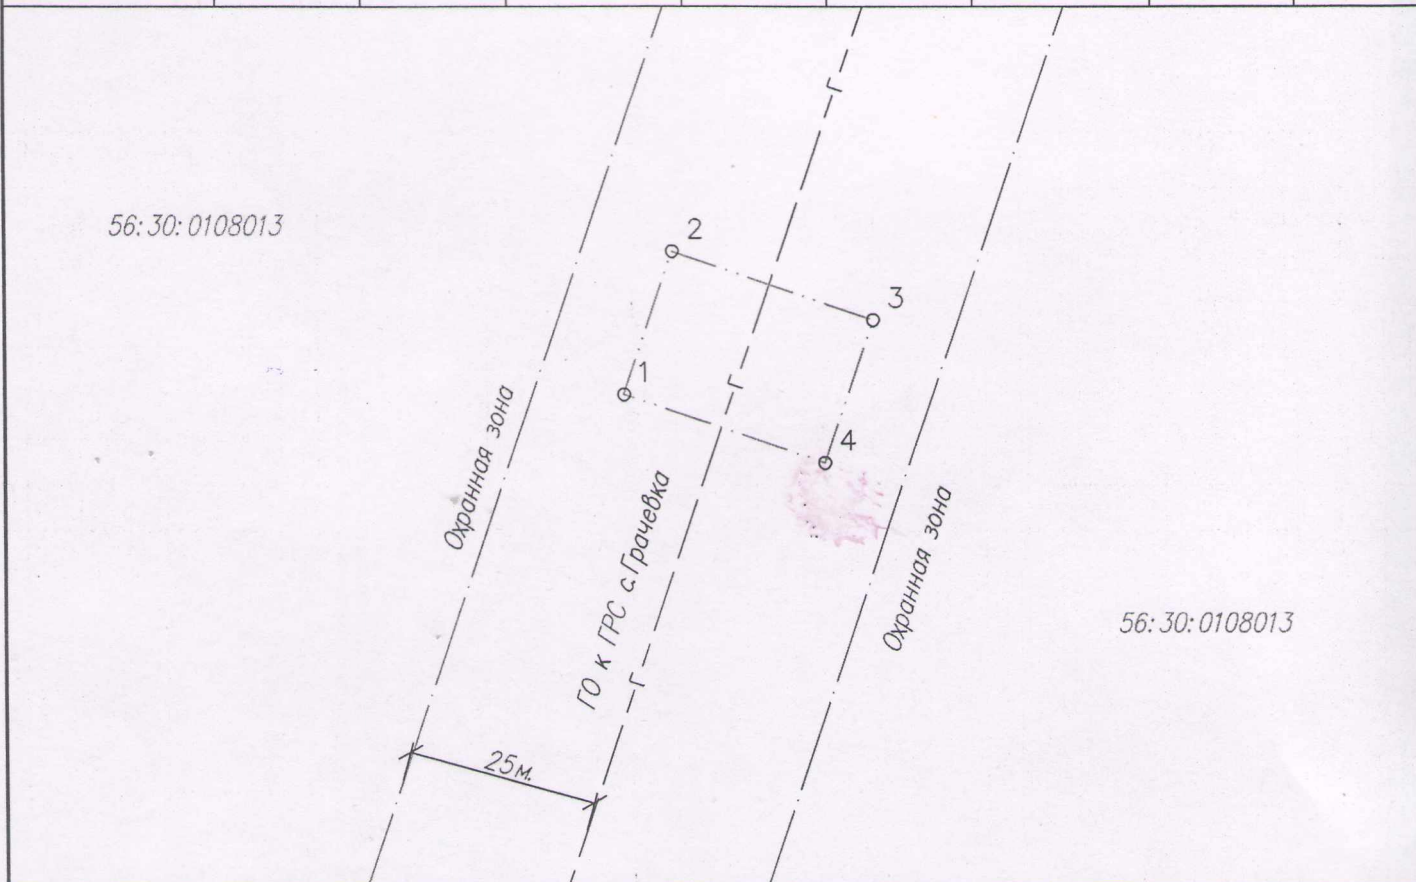 Г
56:30:0108013
2
3
1
Г
4
Охранная зона
ГО к ГРС с.Грачевка
Охранная зона
56:30:0108013
Г
25м.